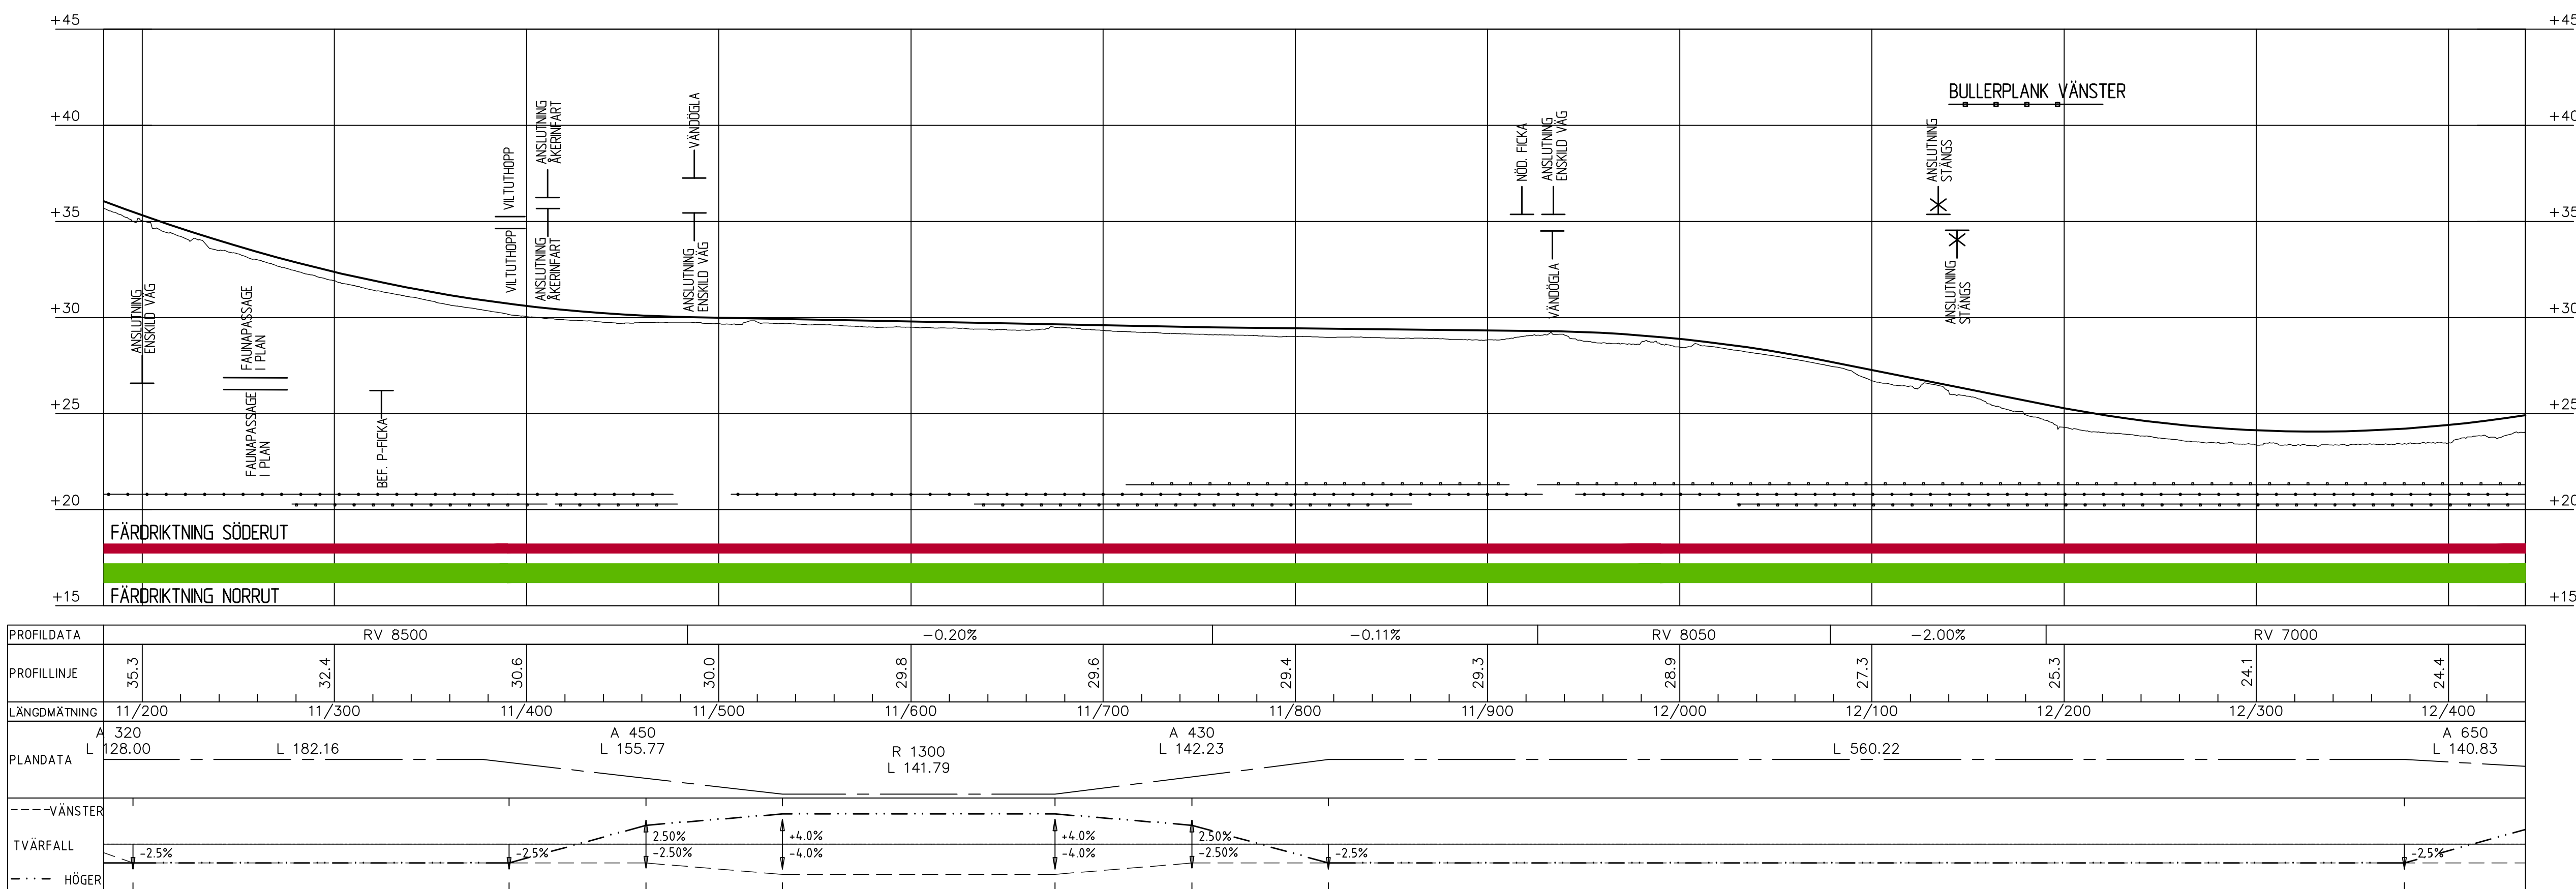 +45
+45
BULLERPLANK VÄNSTER
+40
+40
VILTUTHOPP
ANSLUTNING
ÅKERINFART
VÄNDÖGLA
NÖD. FICKA
ANSLUTNING
ENSKILD VÄG
ANSLUTNING
STÄNGS
+35
+35
VILTUTHOPP
ANSLUTNING
ÅKERINFART
ANSLUTNING
ENSKILD VÄG
VÄNDÖGLA
ANSLUTNING
STÄNGS
+30
+30
ANSLUTNING
ENSKILD VÄG
FAUNAPASSAGE
I PLAN
+25
+25
FAUNAPASSAGE
I PLAN
BEF. P-FICKA
+20
+20
FÄRDRIKTNING SÖDERUT
FÄRDRIKTNING NORRUT
+15
+15
PROFILDATA RV 8500 -0.20% -0.11% RV 8050 -2.00% RV 7000
PROFILLINJE 35.3 32.4 30.6 30.0 29.8 29.6 29.4 29.3 28.9 27.3 25.3 24.1 24.4
LÄNGDMÄTNING 11/200 11/300 11/400 11/500 11/600 11/700 11/800 11/900 12/000 12/100 12/200 12/300 12/400
PLANDATA
A 320
L 128.00
L 182.16
A 450
L 155.77
R 1300
L 141.79
A 430
L 142.23
L 560.22
A 650
L 140.83
VÄNSTER
TVÄRFALL
HÖGER
-2.5%
-2.5%
2.50%
-2.50%
+4.0%
-4.0%
+4.0%
-4.0%
2.50%
-2.50%
-2.5%
-2.5%